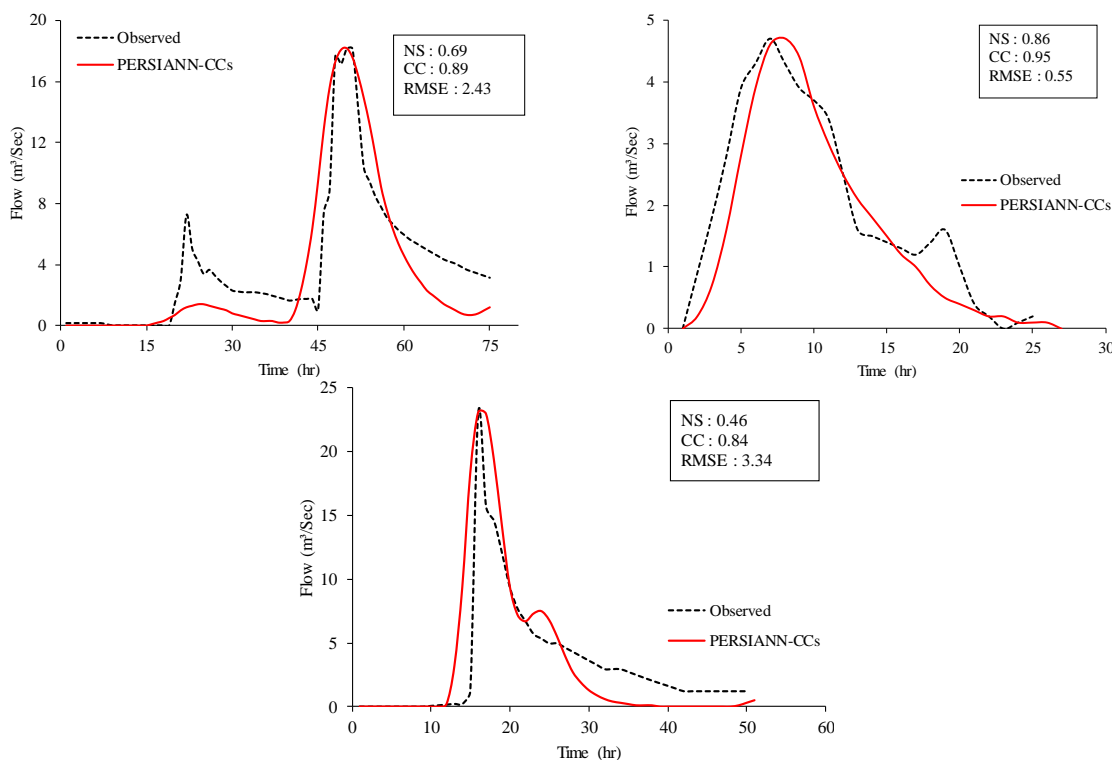 Observed
PERSIANN-CCs
NS : 0.69
CC : 0.89
RMSE : 2.43
20
16
12
8
4
0
Flow (m³/Sec)
0 15 30 45 60 75
Time (hr)
NS : 0.86
CC : 0.95
RMSE : 0.55
Observed
PERSIANN-CCs
5
4
3
2
1
0
Flow (m³/Sec)
0 5 10 15 20 25 30
Time (hr)
NS : 0.46
CC : 0.84
RMSE : 3.34
Observed
PERSIANN-CCs
25
20
15
10
5
0
Flow (m³/Sec)
0 10 20 30 40 50 60
Time (hr)